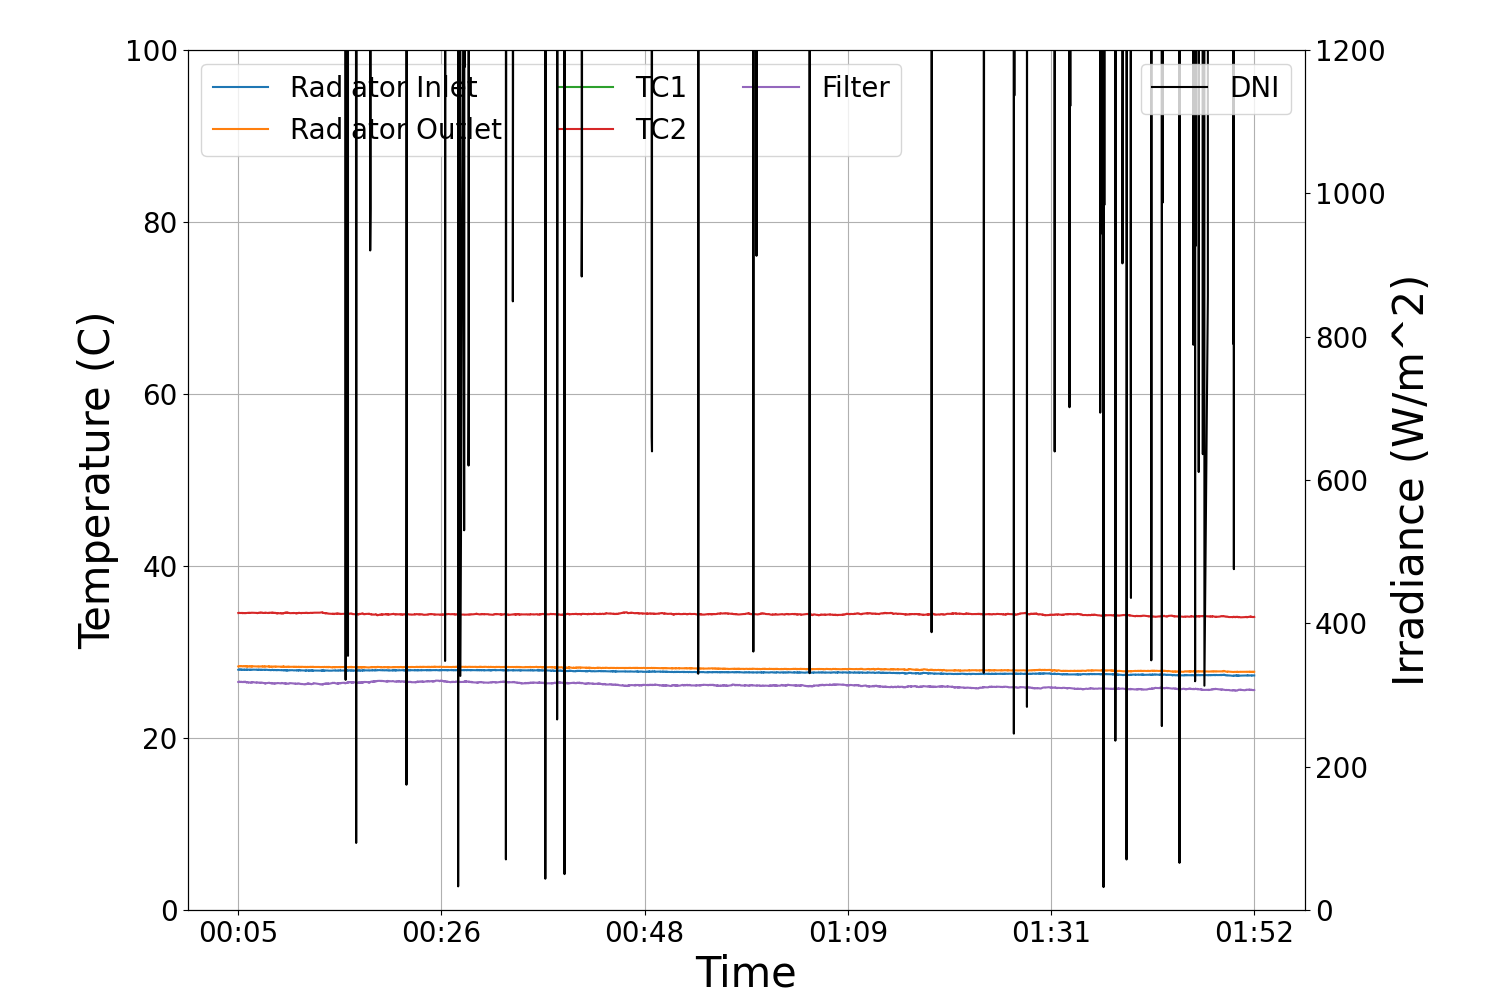 Radiator Inlet
Radiator Outlet
TC1
TC2
Filter
DNI
Temperature (C)
100
80
60
40
20
0
1200
1000
800
600
400
200
0
Irradiance (W/m^2)
00:05 00:26 00:48 01:09 01:31 01:52
Time